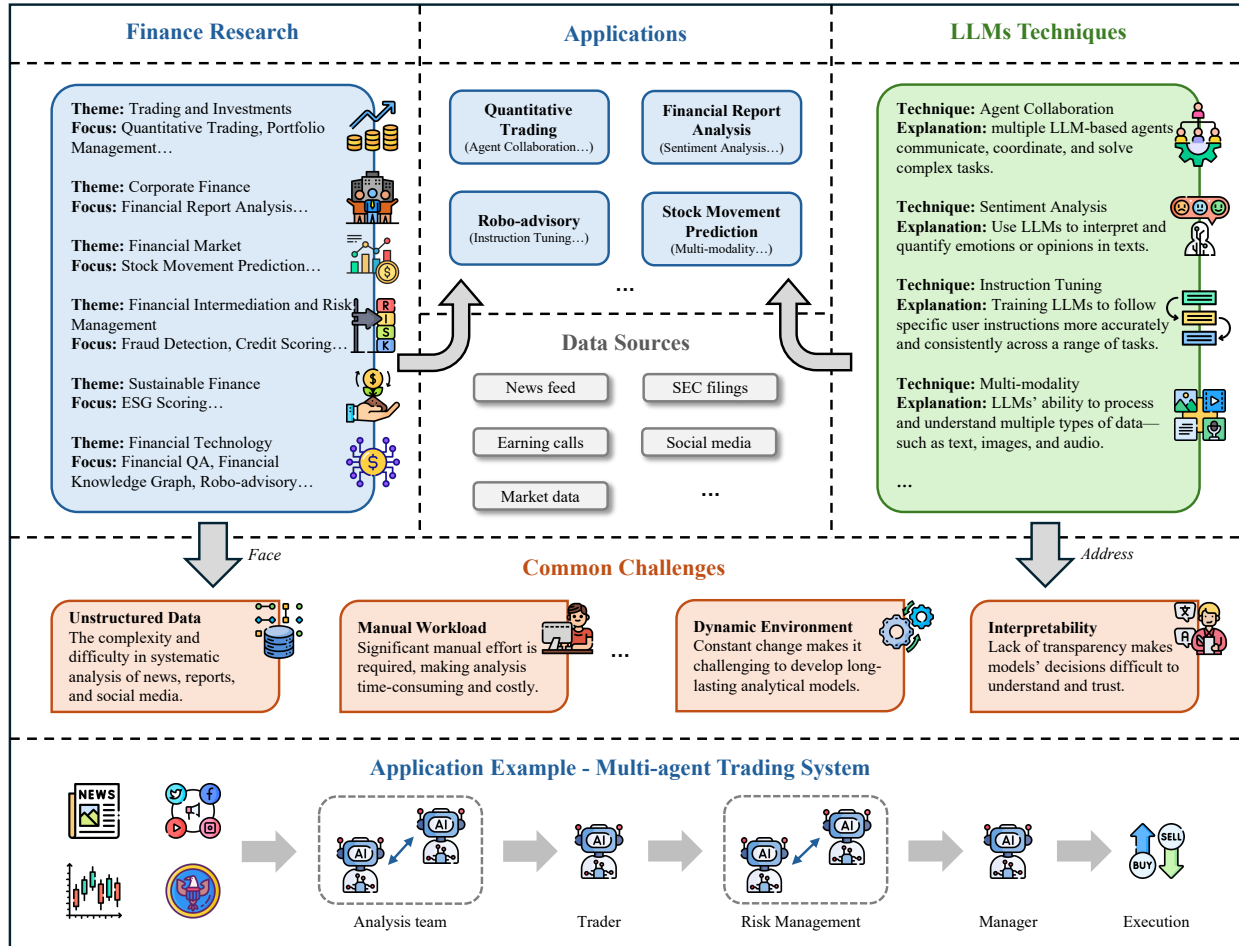 Finance Research
Applications
LLMs Techniques
Theme: Trading and Investments
Focus: Quantitative Trading, Portfolio
Management…
Theme: Corporate Finance
Focus: Financial Report Analysis…
Theme: Financial Market
Focus: Stock Movement Prediction…
Theme: Financial Intermediation and Risk
Management
Focus: Fraud Detection, Credit Scoring…
R
I
S
K
Theme: Sustainable Finance
Focus: ESG Scoring…
Theme: Financial Technology
Focus: Financial QA, Financial
Knowledge Graph, Robo-advisory…
Quantitative
Trading
(Agent Collaboration…)
Financial Report
Analysis
(Sentiment Analysis…)
Robo-advisory
(Instruction Tuning…)
Stock Movement
Prediction
(Multi-modality…)
…
Data Sources
News feed
SEC filings
Earning calls
Social media
Market data
…
Technique: Agent Collaboration
Explanation: multiple LLM-based agents
communicate, coordinate, and solve
complex tasks.
Technique: Sentiment Analysis
Explanation: Use LLMs to interpret and
quantify emotions or opinions in texts.
Technique: Instruction Tuning
Explanation: Training LLMs to follow
specific user instructions more accurately
and consistently across a range of tasks.
Technique: Multi-modality
Explanation: LLMs’ ability to process
and understand multiple types of data—
such as text, images, and audio.
…
Face
Address
Common Challenges
Unstructured Data
The complexity and
difficulty in systematic
analysis of news, reports,
and social media.
Manual Workload
Significant manual effort is
required, making analysis
time-consuming and costly.
…
Dynamic Environment
Constant change makes it
challenging to develop long-
lasting analytical models.
Interpretability
Lack of transparency makes
models’ decisions difficult to
understand and trust.
文
A
Application Example - Multi-agent Trading System
NEWS
AI
AI
AI
AI
AI
AI
SELL
BUY
Analysis team
Trader
Risk Management
Manager
Execution